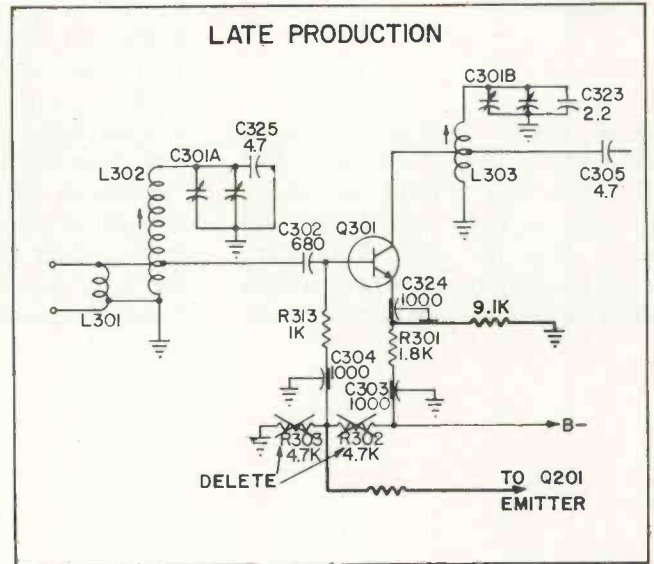 LATE PRODUCTION
C301B
C323
2.2
C325
4.7
C301A
L302
L303
C305
4.7
C302
680
Q301
C324
1000
9.1K
L301
R313
1K
R301
1.8K
C304
1000
C303
1000
R303
4.7K
R302
4.7K
B-
DELETE
TO Q201
EMITTER